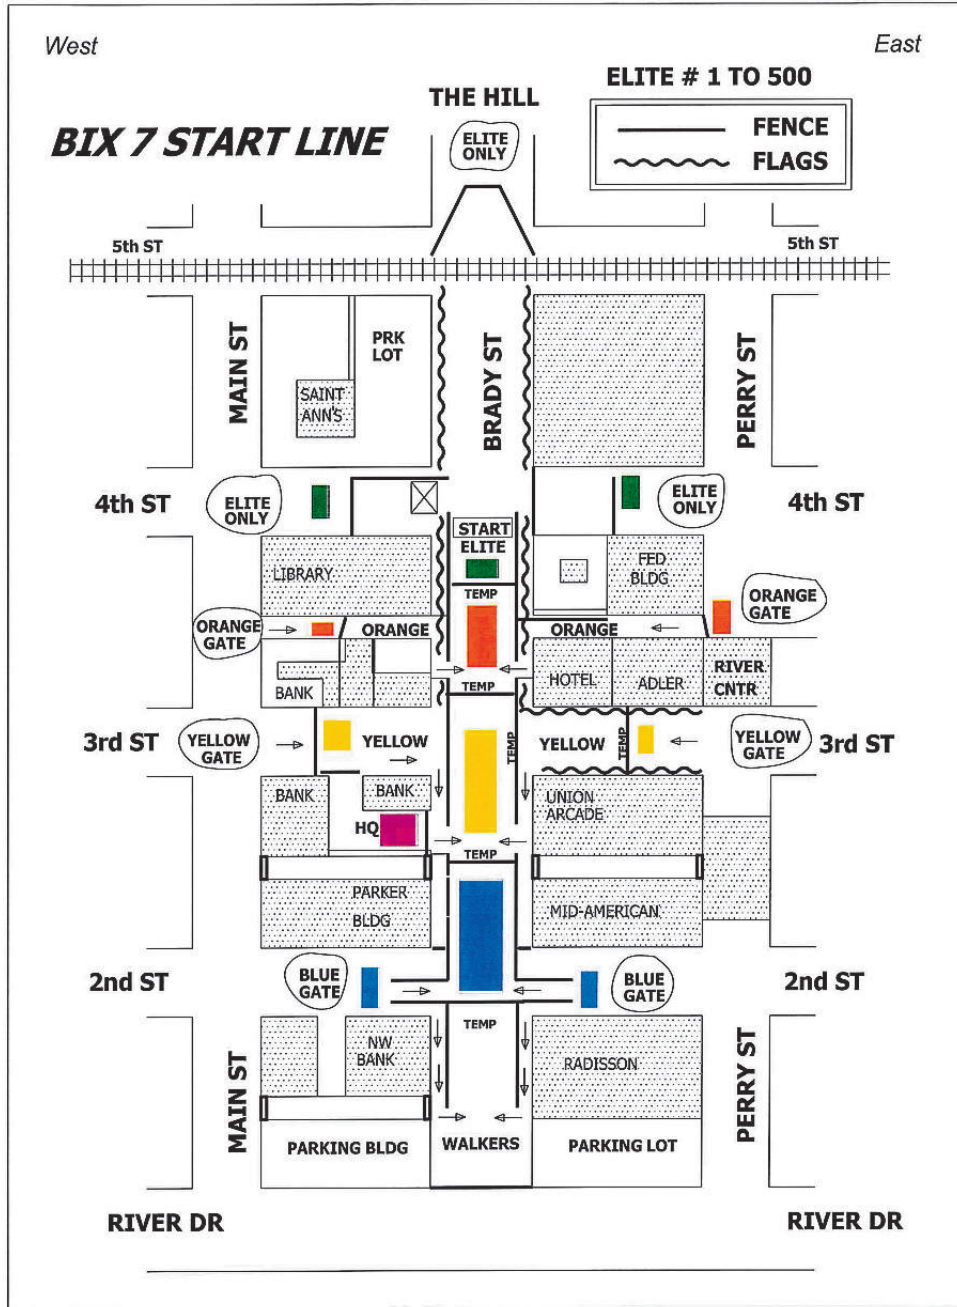 West
East
ELITE # 1 TO 500
THE HILL
FENCE
FLAGS
BIX 7 START LINE
ELITE
ONLY
5th ST
5th ST
MAIN ST
PRK
LOT
SAINT
ANN'S
BRADY ST
PERRY ST
4th ST
ELITE
ONLY
ELITE
ONLY
4th ST
START
ELITE
LIBRARY
FED
BLDG
TEMP
ORANGE
GATE
ORANGE
GATE
ORANGE
ORANGE
BANK
HOTEL
ADLER
RIVER
CNTR
TEMP
3rd ST
YELLOW
GATE
YELLOW
TEMP
YELLOW
TEMP
YELLOW
GATE
3rd ST
BANK
BANK
UNION
ARCADE
HQ
TEMP
PARKER
BLDG
MID-AMERICAN
2nd ST
BLUE
GATE
BLUE
GATE
2nd ST
TEMP
NW
BANK
RADISSON
MAIN ST
PERRY ST
PARKING BLDG
WALKERS
PARKING LOT
RIVER DR
RIVER DR